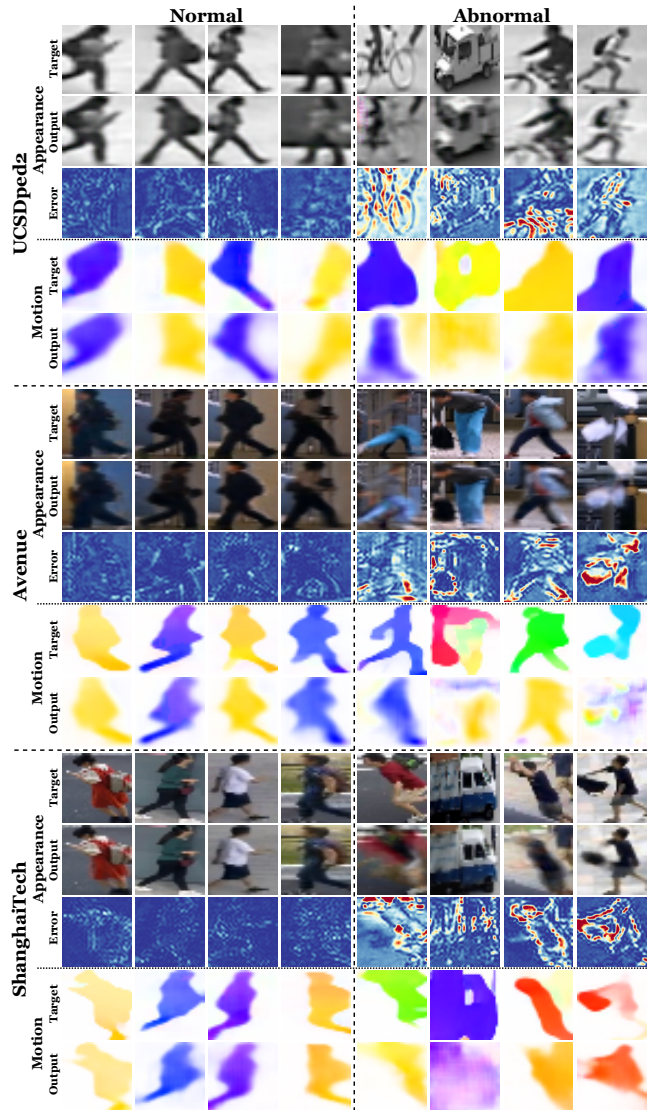 Normal
Abnormal
UCSDped2
Appearance
Target
Output
Error
Motion
Target
Output
Avenue
Appearance
Target
Output
Error
Motion
Target
Output
ShanghaiTech
Appearance
Target
Output
Error
Motion
Target
Output